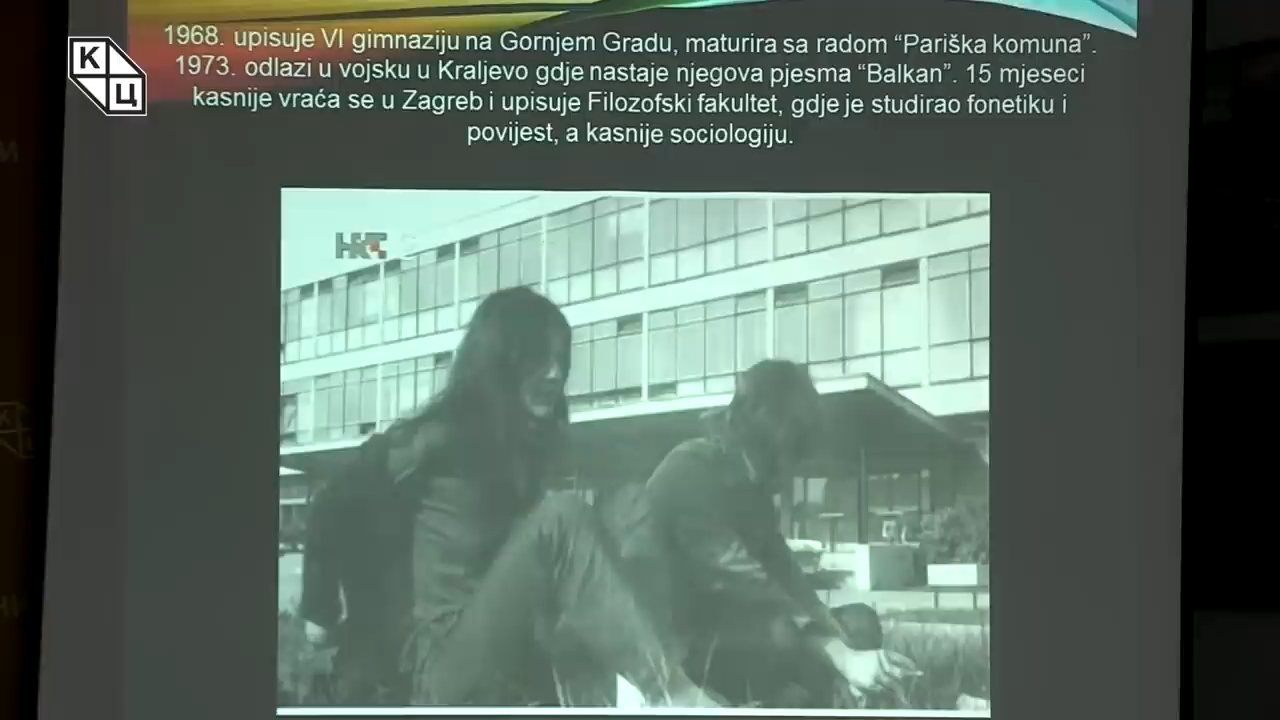 1968. upisuje VI gimnaziju na Gornjem Gradu, maturira sa radom “Pariška komuna”.
1973. odlazi u vojsku u Kraljevo gdje nastaje njegova pjesma “Balkan”. 15 mjeseci
kasnije vraća se u Zagreb i upisuje Filozofski fakultet, gdje je studirao fonetiku i
povijest, a kasnije sociologiju.
К
Ц
HRT